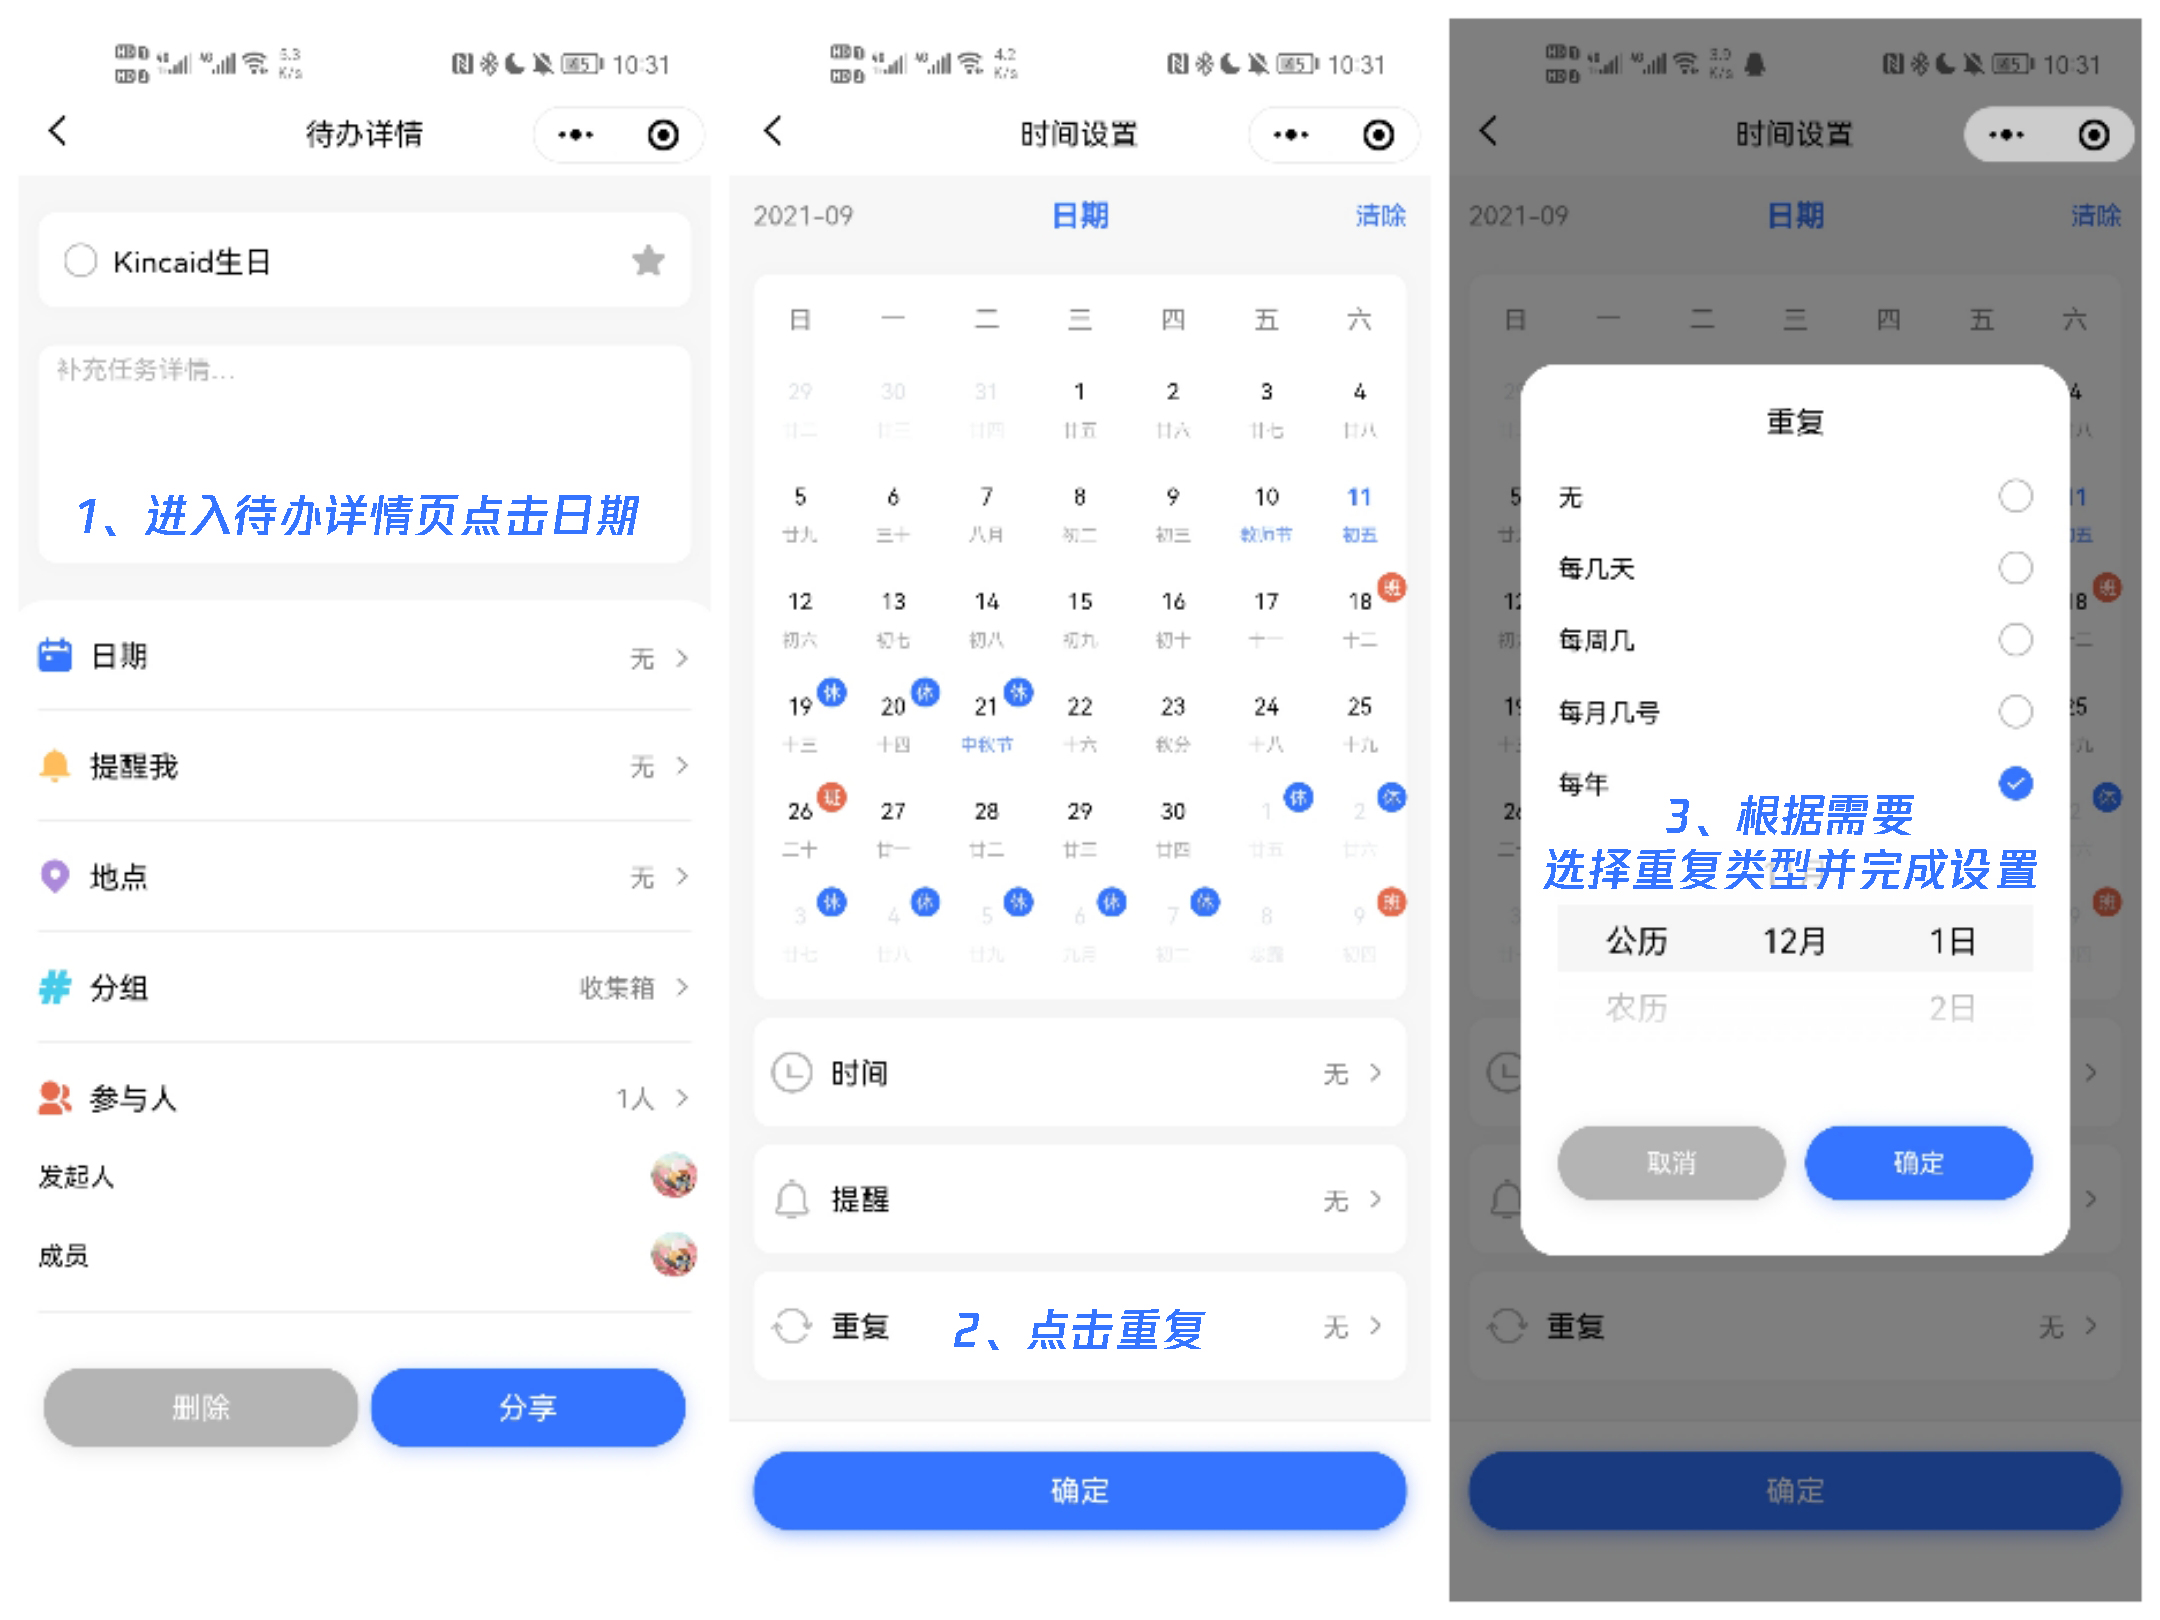 10:31
待办详情
Kincaid生日
补充任务详情...
1、进入待办详情页点击日期
日期 无
提醒我 无
地点 无
分组 收集箱
参与人 1人
发起人
成员
删除 分享
4.2 K/s 10:31
时间设置
2021-09 日期 清除
日 一 二 三 四 五 六
29 30 31 1 2 3 4
廿二 廿三 廿四 廿五 廿六 廿七 廿八
5 6 7 8 9 10 11
廿九 三十 八月 初二 初三 教师节 初五
班
12 13 14 15 16 17 18
初六 初七 初八 初九 初十 十一 十二
休 休 休
19 20 21 22 23 24 25
十三 十四 中秋节 十六 秋分 十八 十九
班 休 休
26 27 28 29 30 1 2
二十 廿一 廿二 廿三 廿四 廿五 廿六
休 休 休 休 休 班
3 4 5 6 7 8 9
廿七 廿八 廿九 九月 初二 寒露 初四
时间 无
提醒 无
重复 2、点击重复 无
确定
10:31
时间设置
2021-09 日期 清除
日 一 二 三 四 五 六
重复
无
每几天
每周几
每月几号
每年
3、根据需要
选择重复类型并完成设置
公历 12月 1日
农历 2日
取消 确定
重复 无
确定